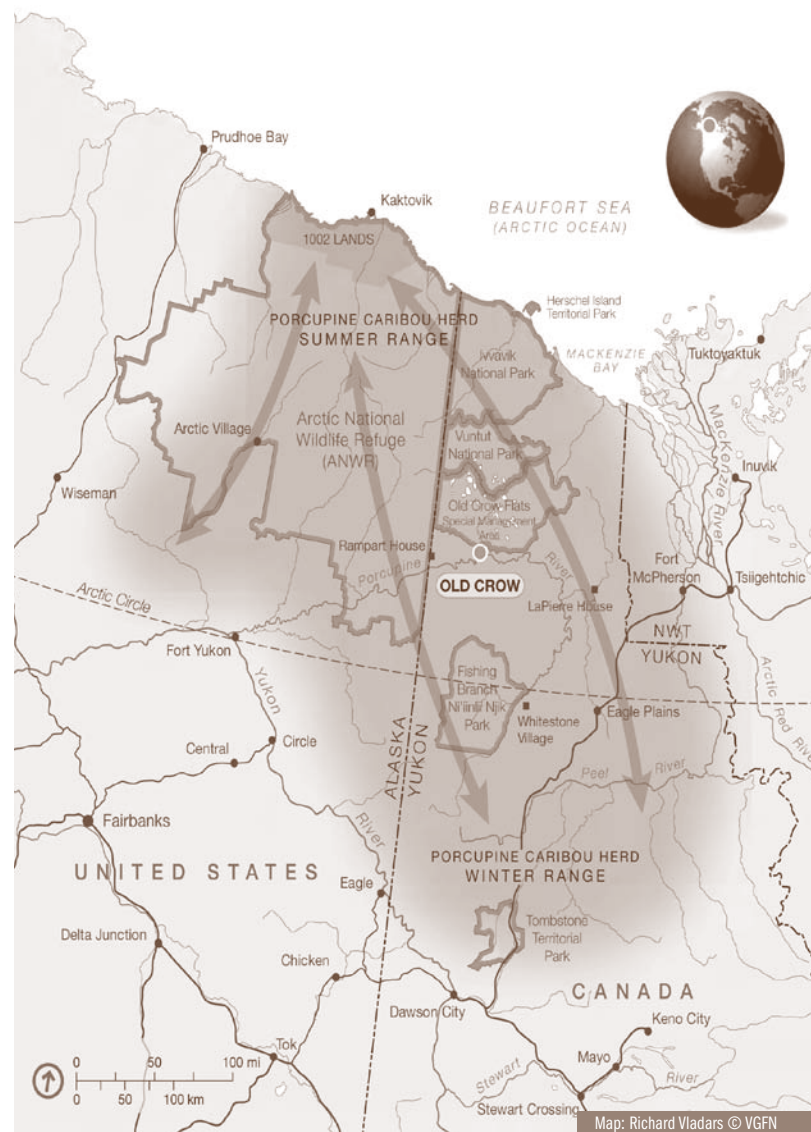 Prudhoe Bay
Kaktovik
BEAUFORT SEA
(ARCTIC OCEAN)
1002 LANDS
Herschel Island
Territorial Park
PORCUPINE CARIBOU HERD
SUMMER RANGE
Ivvavik
National Park
MACKENZIE
BAY
Tuktoyaktuk
Arctic Village
Arctic National
Wildlife Refuge
(ANWR)
Vuntut
National Park
MacKenzie
River
Inuvik
Wiseman
Old Crow Flats
Special Management
Area
Rampart House
Porcupine
River
OLD CROW
Fort
McPherson
Tsiigehtchic
LaPierre House
Arctic Circle
NWT
YUKON
Fort Yukon
Fishing
Branch
Ni'iinlii Njik
Park
Arctic Red River
Yukon
Whitestone
Village
Eagle Plains
Central
Circle
ALASKA
YUKON
Peel
River
Fairbanks
River
PORCUPINE CARIBOU HERD
WINTER RANGE
UNITED STATES
Eagle
Tombstone
Territorial
Park
Delta Junction
Chicken
CANADA
Dawson City
Keno City
Tok
Mayo
0 50 100 mi
0 50 100 km
Stewart
River
Stewart Crossing
Map: Richard Vladars © VGFN